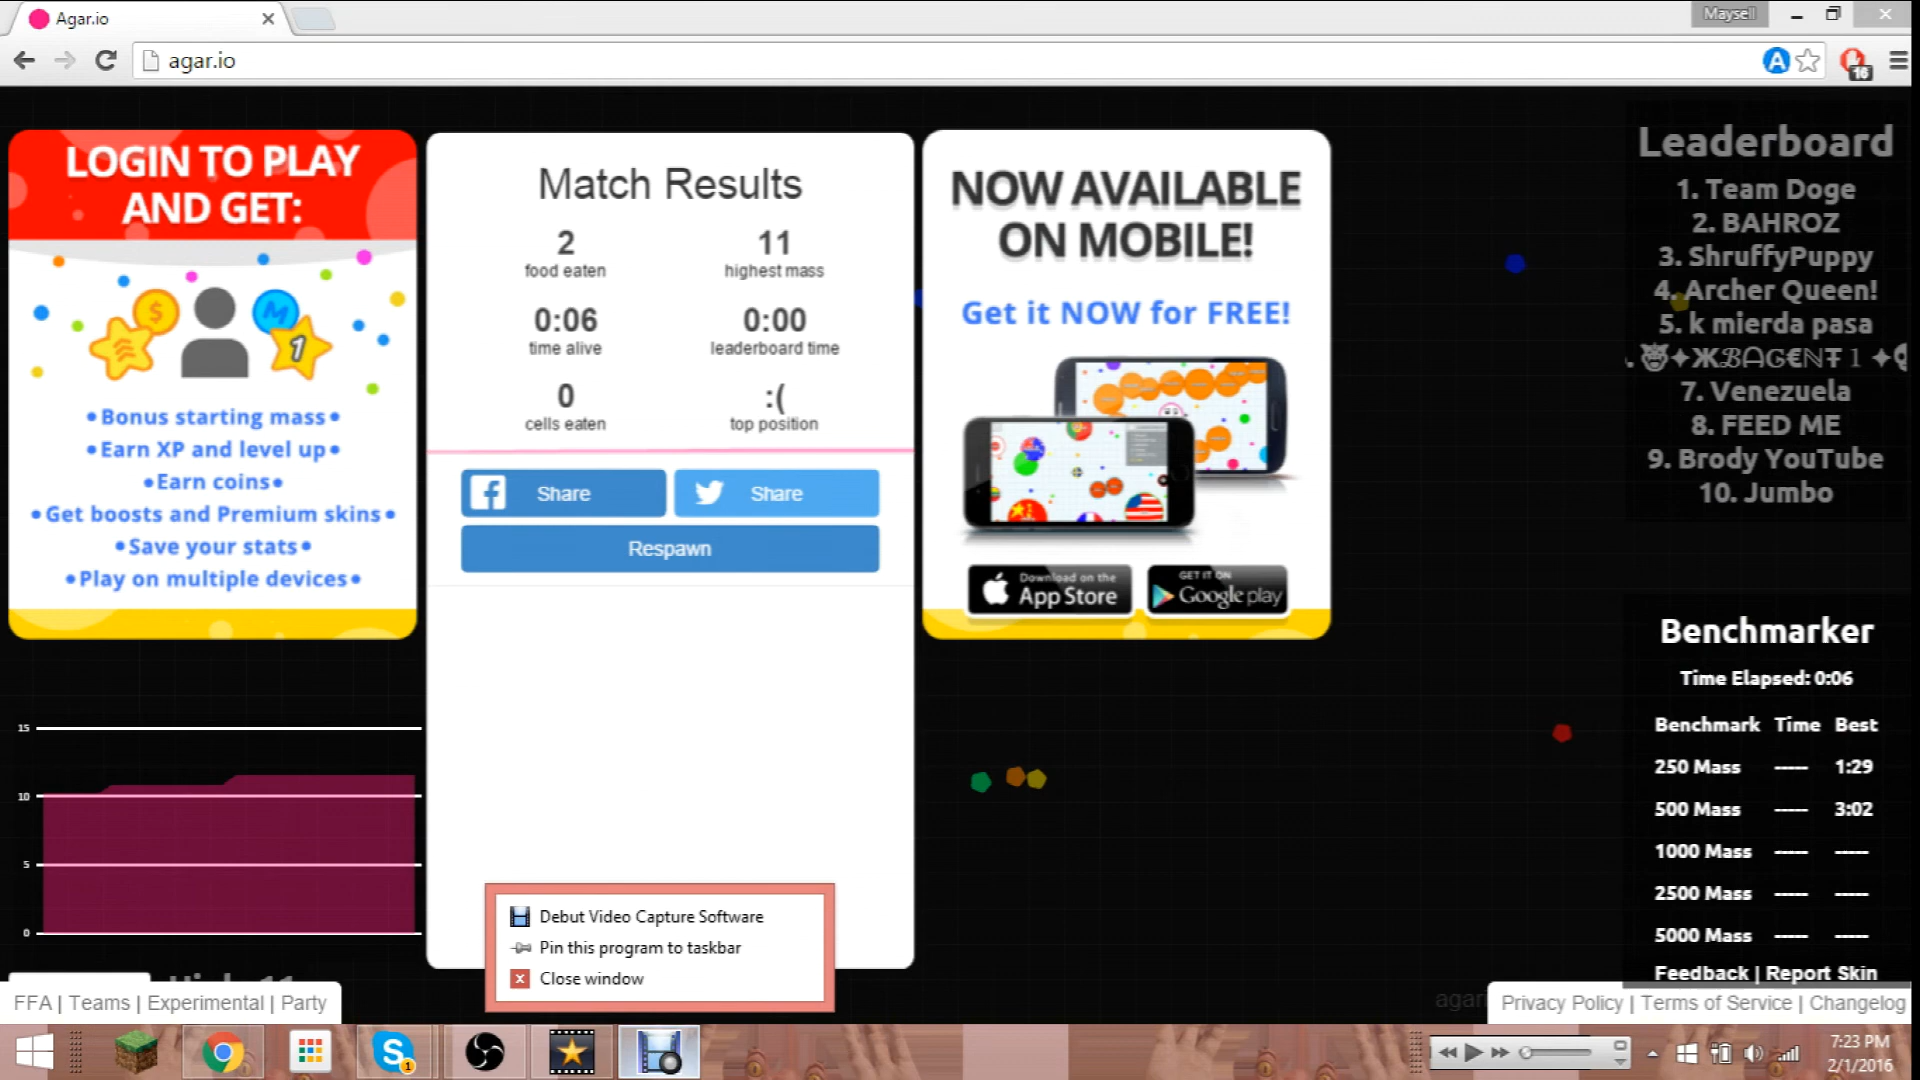 Agar.io
Maysell
agar.io
16
LOGIN TO PLAY
AND GET:
$
M
1
•Bonus starting mass•
•Earn XP and level up•
•Earn coins•
•Get boosts and Premium skins•
•Save your stats•
•Play on multiple devices•
Match Results
2
food eaten
11
highest mass
0:06
time alive
0:00
leaderboard time
0
cells eaten
:(
top position
Share
Share
Respawn
NOW AVAILABLE
ON MOBILE!
Get it NOW for FREE!
Download on the
App Store
GET IT ON
Google play
Leaderboard
1. Team Doge
2. BAHROZ
3. ShruffyPuppy
4. Archer Queen!
5. k mierda pasa
7. Venezuela
8. FEED ME
9. Brody YouTube
10. Jumbo
Benchmarker
Time Elapsed: 0:06
Benchmark Time Best
250 Mass ----- 1:29
500 Mass ----- 3:02
1000 Mass ----- -----
2500 Mass ----- -----
5000 Mass ----- -----
Feedback | Report Skin
15
10
5
0
Debut Video Capture Software
Pin this program to taskbar
Close window
FFA | Teams | Experimental | Party
Privacy Policy | Terms of Service | Changelog
7:23 PM
2/1/2016